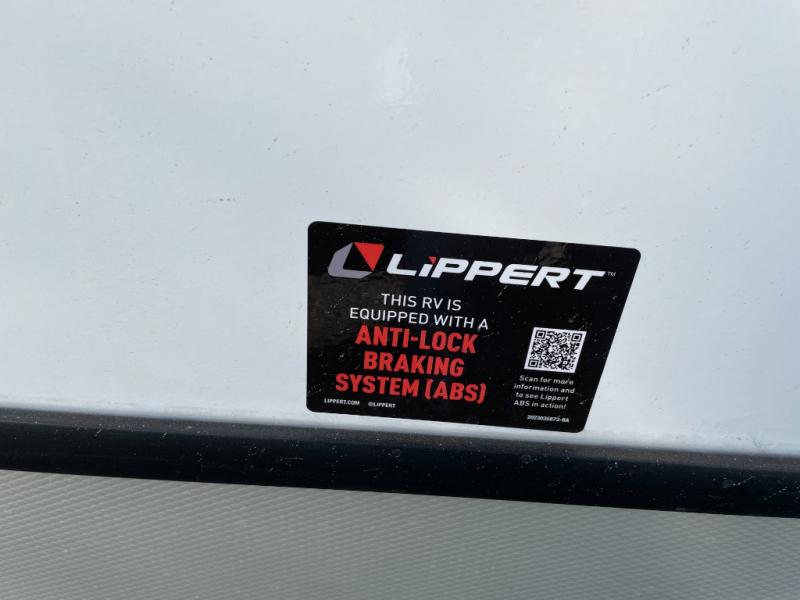 LiPPERT™
THIS RV IS
EQUIPPED WITH A
ANTI-LOCK
BRAKING
SYSTEM (ABS)
LIPPERT.COM @LIPPERT
Scan for more
information and
to see Lippert
ABS in action!